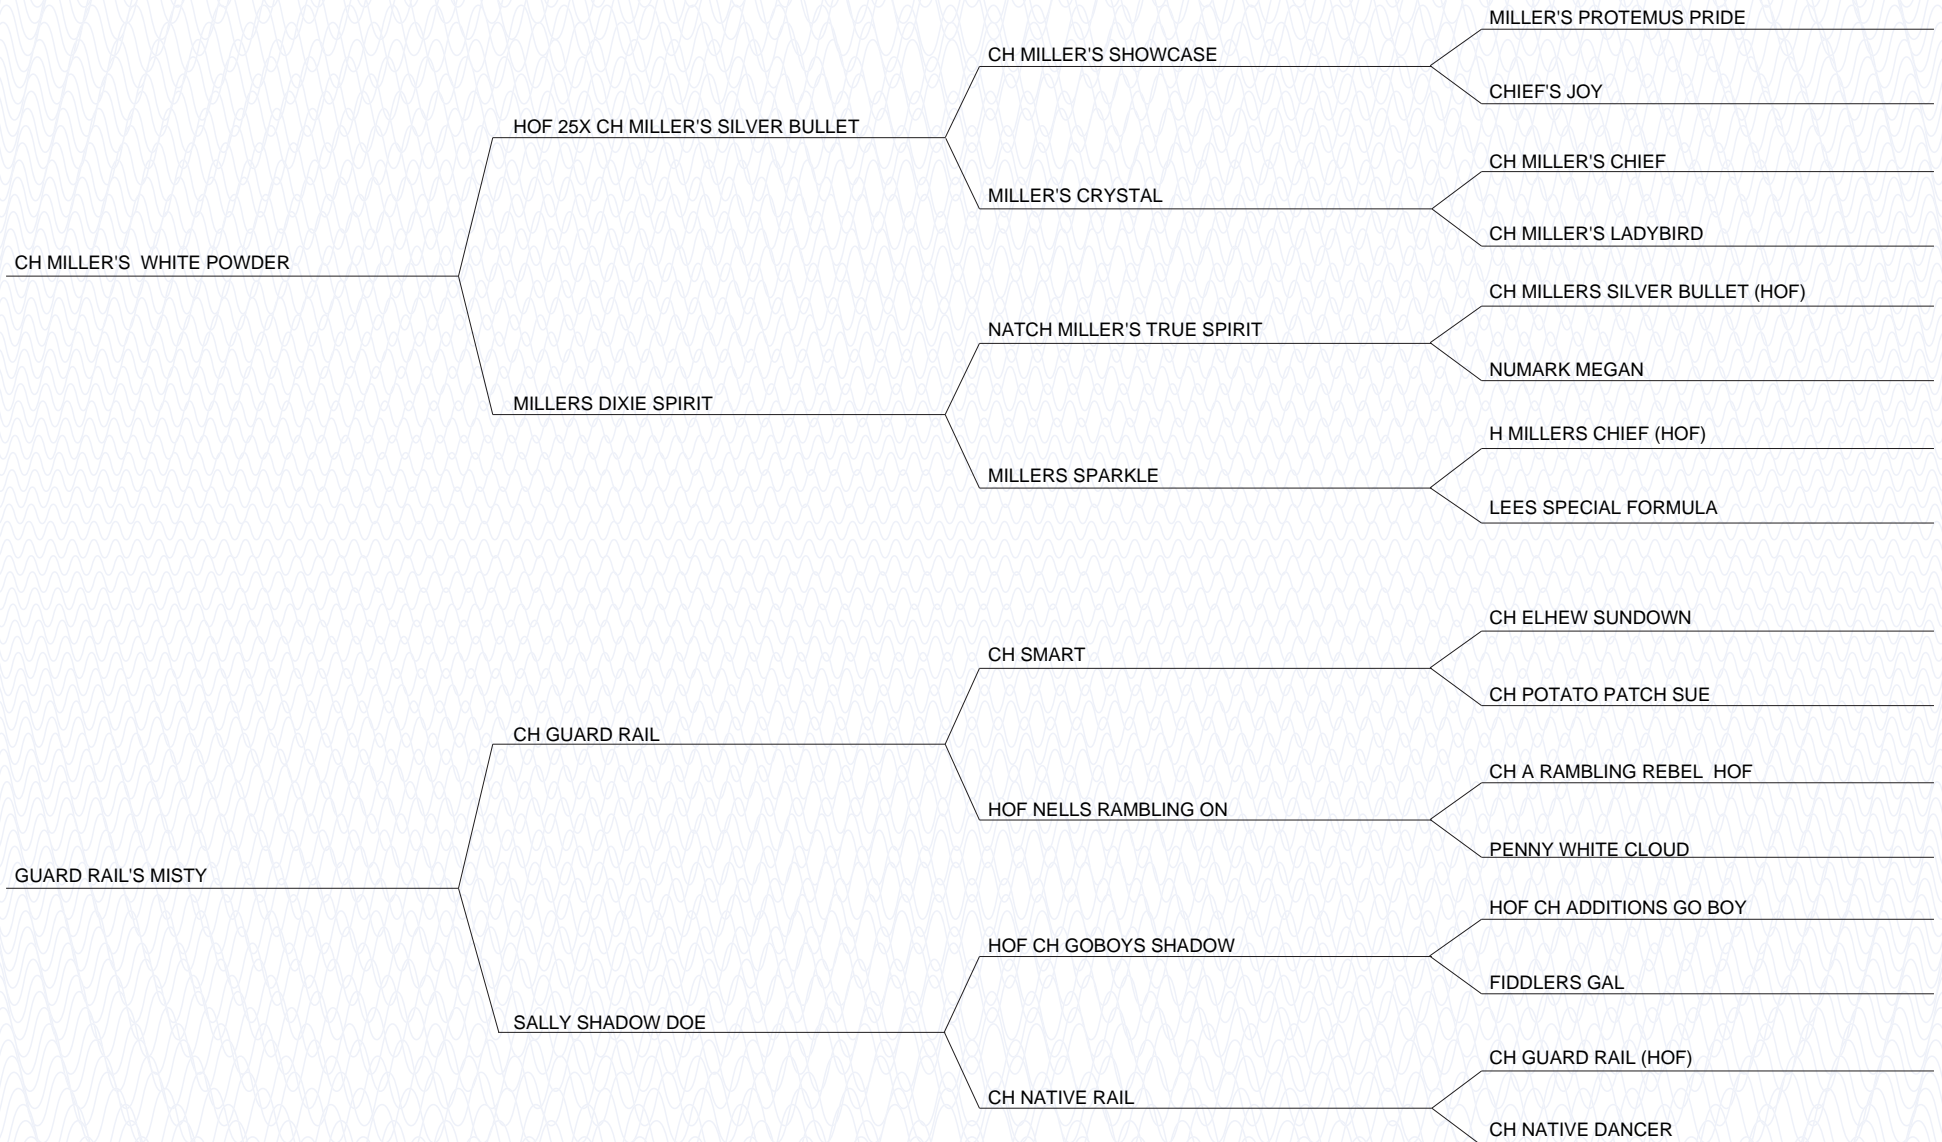 MILLER'S PROTEMUS PRIDE
CH MILLER'S SHOWCASE
CHIEF'S JOY
HOF 25X CH MILLER'S SILVER BULLET
CH MILLER'S CHIEF
MILLER'S CRYSTAL
CH MILLER'S LADYBIRD
CH MILLER'S  WHITE POWDER
CH MILLERS SILVER BULLET (HOF)
NATCH MILLER'S TRUE SPIRIT
NUMARK MEGAN
MILLERS DIXIE SPIRIT
H MILLERS CHIEF (HOF)
MILLERS SPARKLE
LEES SPECIAL FORMULA
CH ELHEW SUNDOWN
CH SMART
CH POTATO PATCH SUE
CH GUARD RAIL
CH A RAMBLING REBEL  HOF
HOF NELLS RAMBLING ON
PENNY WHITE CLOUD
GUARD RAIL'S MISTY
HOF CH ADDITIONS GO BOY
HOF CH GOBOYS SHADOW
FIDDLERS GAL
SALLY SHADOW DOE
CH GUARD RAIL (HOF)
CH NATIVE RAIL
CH NATIVE DANCER